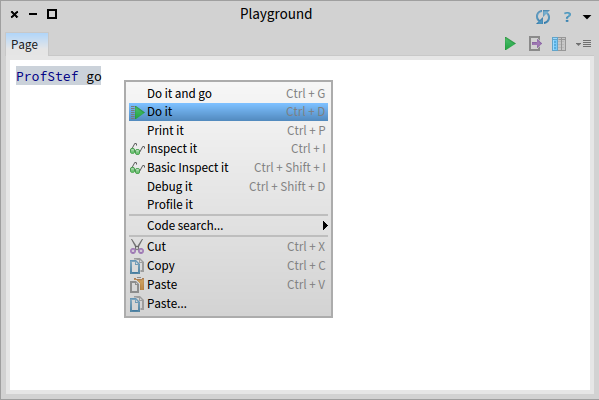 Playground
?
Page
ProfStef go
Do it and go Ctrl + G
Do it Ctrl + D
Print it Ctrl + P
Inspect it Ctrl + I
Basic Inspect it Ctrl + Shift + I
Debug it Ctrl + Shift + D
Profile it
Code search...
Cut Ctrl + X
Copy Ctrl + C
Paste Ctrl + V
Paste...